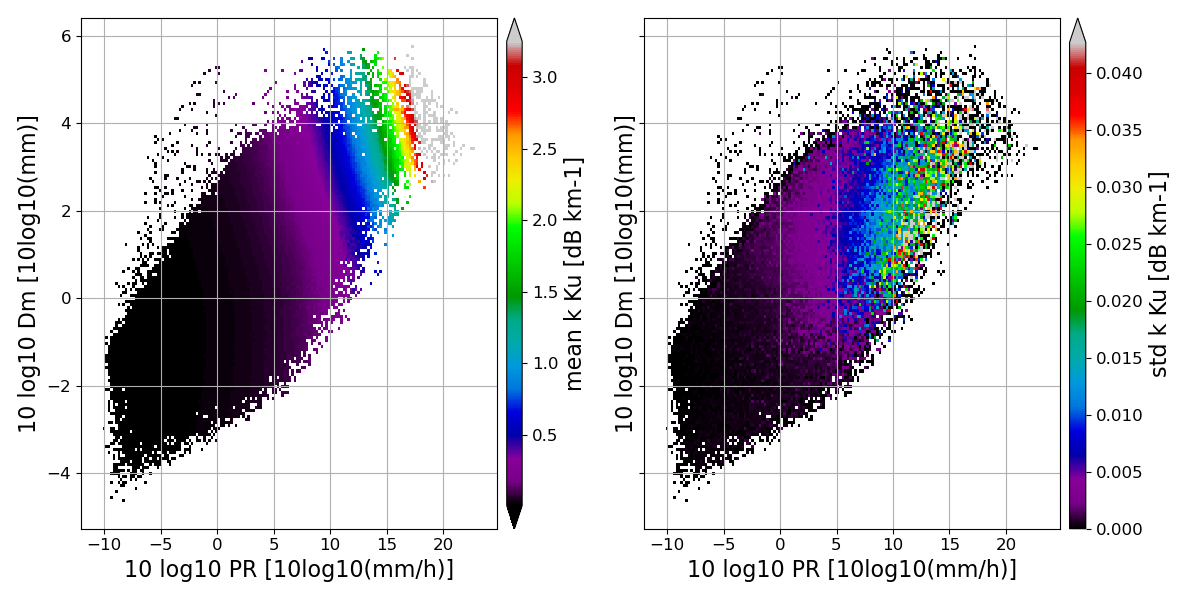 6
4
2
0
−2
−4
10 log10 Dm [10log10(mm)]
−10 −5 0 5 10 15 20
10 log10 PR [10log10(mm/h)]
3.0
2.5
2.0
1.5
1.0
0.5
mean k Ku [dB km-1]
10 log10 Dm [10log10(mm)]
−10 −5 0 5 10 15 20
10 log10 PR [10log10(mm/h)]
0.040
0.035
0.030
0.025
0.020
0.015
0.010
0.005
0.000
std k Ku [dB km-1]